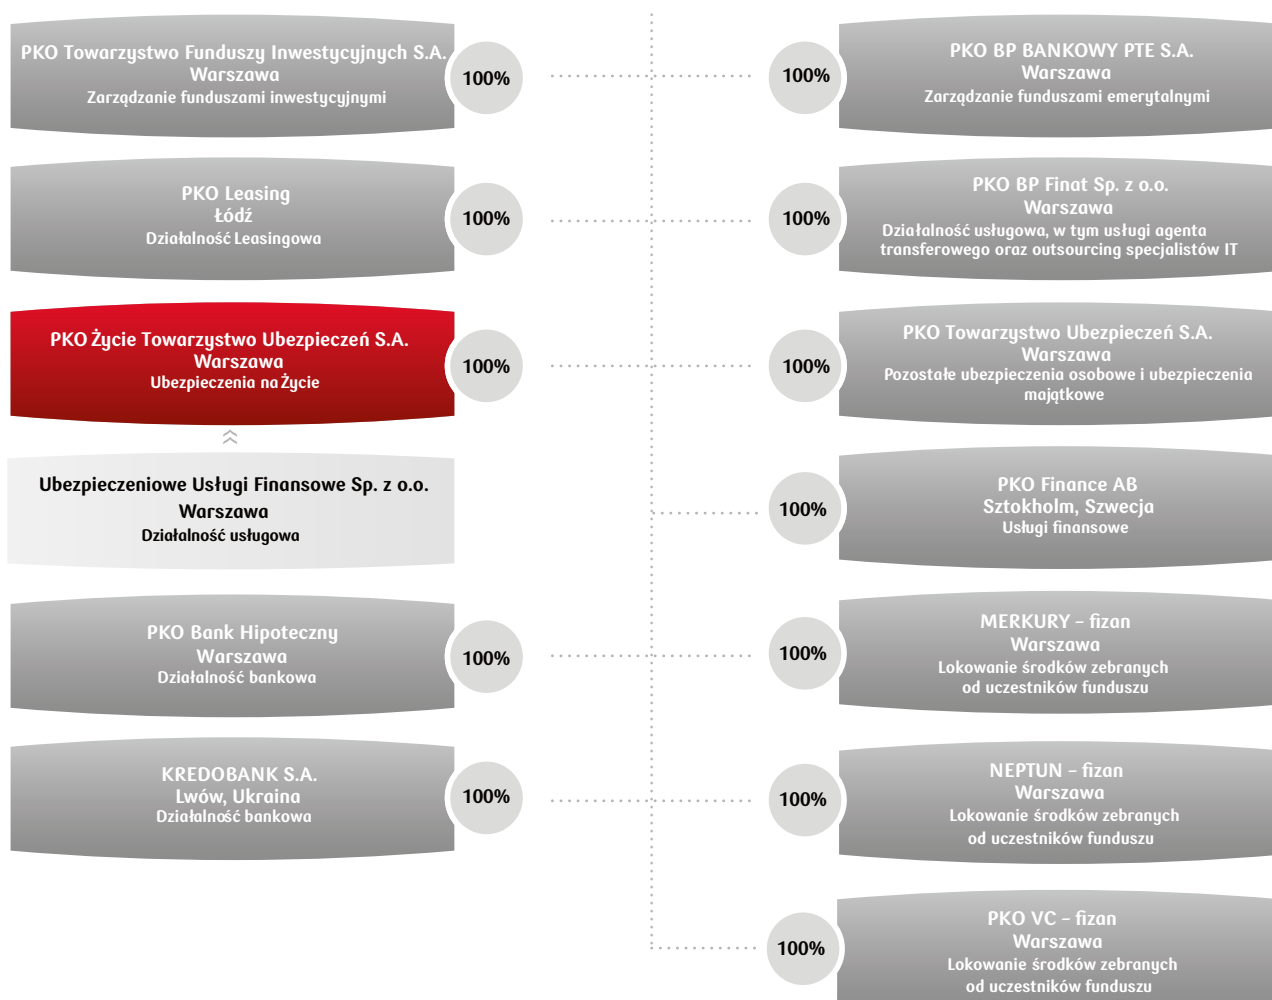 PKO Towarzystwo Funduszy Inwestycyjnych S.A.
Warszawa
Zarządzanie funduszami inwestycyjnymi
100%
100%
PKO BP BANKOWY PTE S.A.
Warszawa
Zarządzanie funduszami emerytalnymi
PKO Leasing
Łódź
Działalność Leasingowa
100%
100%
PKO BP Finat Sp. z o.o.
Warszawa
Działalność usługowa, w tym usługi agenta
transferowego oraz outsourcing specjalistów IT
PKO Życie Towarzystwo Ubezpieczeń S.A.
Warszawa
Ubezpieczenia na Życie
100%
100%
PKO Towarzystwo Ubezpieczeń S.A.
Warszawa
Pozostałe ubezpieczenia osobowe i ubezpieczenia
majątkowe
Ubezpieczeniowe Usługi Finansowe Sp. z o.o.
Warszawa
Działalność usługowa
100%
PKO Finance AB
Sztokholm, Szwecja
Usługi finansowe
PKO Bank Hipoteczny
Warszawa
Działalność bankowa
100%
100%
MERKURY – fizan
Warszawa
Lokowanie środków zebranych
od uczestników funduszu
KREDOBANK S.A.
Lwów, Ukraina
Działalność bankowa
100%
100%
NEPTUN – fizan
Warszawa
Lokowanie środków zebranych
od uczestników funduszu
100%
PKO VC – fizan
Warszawa
Lokowanie środków zebranych
od uczestników funduszu